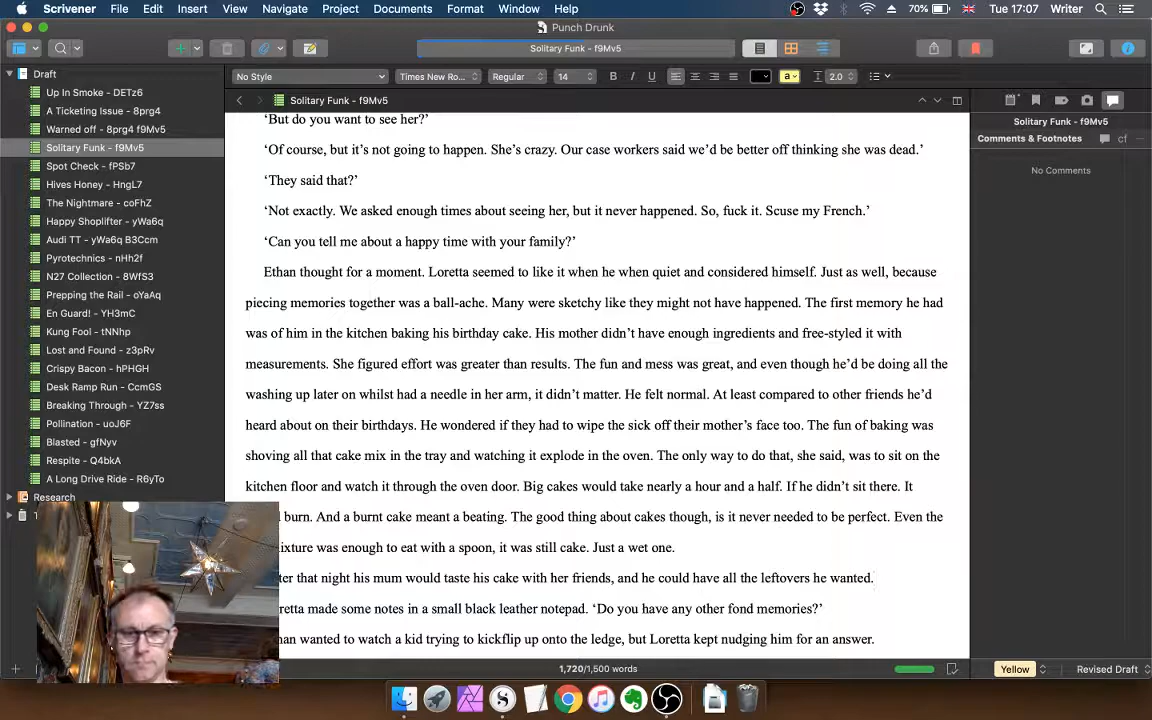 Scrivener File Edit Insert View Navigate Project Documents Format Window Help 70% Tue 17:07 Writer
Punch Drunk
Solitary Funk - f9Mv5
No Style Times New Ro... Regular 14 B I U a 2.0
Draft
Up In Smoke - DETz6
A Ticketing Issue - 8prg4
Warned off - 8prg4 f9Mv5
Solitary Funk - f9Mv5
Spot Check - fPSb7
Hives Honey - HngL7
The Nightmare - coFhZ
Happy Shoplifter - yWa6q
Audi TT - yWa6q B3Ccm
Pyrotechnics - nHh2f
N27 Collection - 8WfS3
Prepping the Rail - oYaAq
En Guard! - YH3mC
Kung Fool - tNNhp
Lost and Found - z3pRv
Crispy Bacon - hPHGH
Desk Ramp Run - CcmGS
Breaking Through - YZ7ss
Pollination - uoJ6F
Blasted - gfNyv
Respite - Q4bkA
A Long Drive Ride - R6yTo
Research
T
Solitary Funk - f9Mv5
‘But do you want to see her?’
‘Of course, but it’s not going to happen. She’s crazy. Our case workers said we’d be better off thinking she was dead.’
‘They said that?’
‘Not exactly. We asked enough times about seeing her, but it never happened. So, fuck it. Scuse my French.’
‘Can you tell me about a happy time with your family?’
Ethan thought for a moment. Loretta seemed to like it when he when quiet and considered himself. Just as well, because
piecing memories together was a ball-ache. Many were sketchy like they might not have happened. The first memory he had
was of him in the kitchen baking his birthday cake. His mother didn’t have enough ingredients and free-styled it with
measurements. She figured effort was greater than results. The fun and mess was great, and even though he’d be doing all the
washing up later on whilst had a needle in her arm, it didn’t matter. He felt normal. At least compared to other friends he’d
heard about on their birthdays. He wondered if they had to wipe the sick off their mother’s face too. The fun of baking was
shoving all that cake mix in the tray and watching it explode in the oven. The only way to do that, she said, was to sit on the
kitchen floor and watch it through the oven door. Big cakes would take nearly a hour and a half. If he didn’t sit there. It
burn. And a burnt cake meant a beating. The good thing about cakes though, is it never needed to be perfect. Even the
ixture was enough to eat with a spoon, it was still cake. Just a wet one.
ter that night his mum would taste his cake with her friends, and he could have all the leftovers he wanted.
retta made some notes in a small black leather notepad. ‘Do you have any other fond memories?’
an wanted to watch a kid trying to kickflip up onto the ledge, but Loretta kept nudging him for an answer.
1,720/1,500 words
Solitary Funk - f9Mv5
Comments & Footnotes cf
No Comments
Yellow Revised Draft